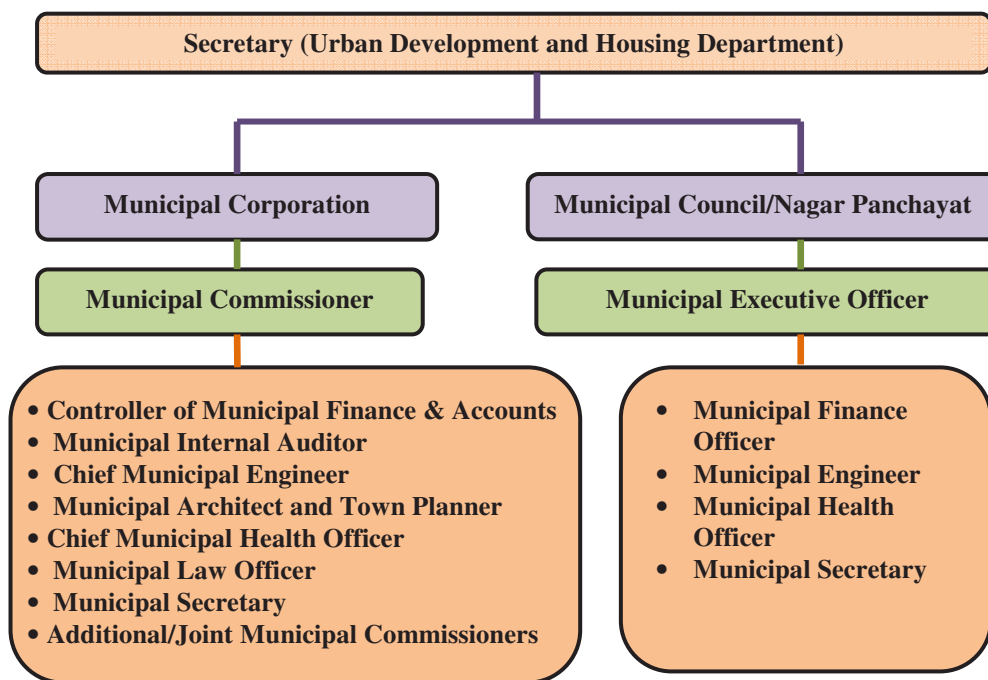 Secretary (Urban Development and Housing Department)
Municipal Corporation
Municipal Council/Nagar Panchayat
Municipal Commissioner
Municipal Executive Officer
• Controller of Municipal Finance & Accounts
• Municipal Internal Auditor
• Chief Municipal Engineer
• Municipal Architect and Town Planner
• Chief Municipal Health Officer
• Municipal Law Officer
• Municipal Secretary
• Additional/Joint Municipal Commissioners
• Municipal Finance
Officer
• Municipal Engineer
• Municipal Health
Officer
• Municipal Secretary